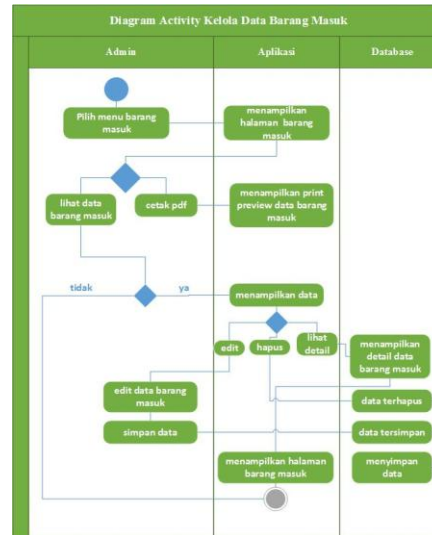 Diagram Activity Kelola Data Barang Masuk
Admin
Aplikasi
Database
Pilih menu barang
masuk
menampilkan
halaman barang
masuk
lihat data
barang masuk
cetak pdf
menampilkan print
preview data barang
masuk
tidak
ya
menampilkan data
edit
hapus
lihat
detail
menampilkan
detail data
barang masuk
edit data barang
masuk
data terhapus
simpan data
data tersimpan
menampilkan halaman
barang masuk
menyimpan
data